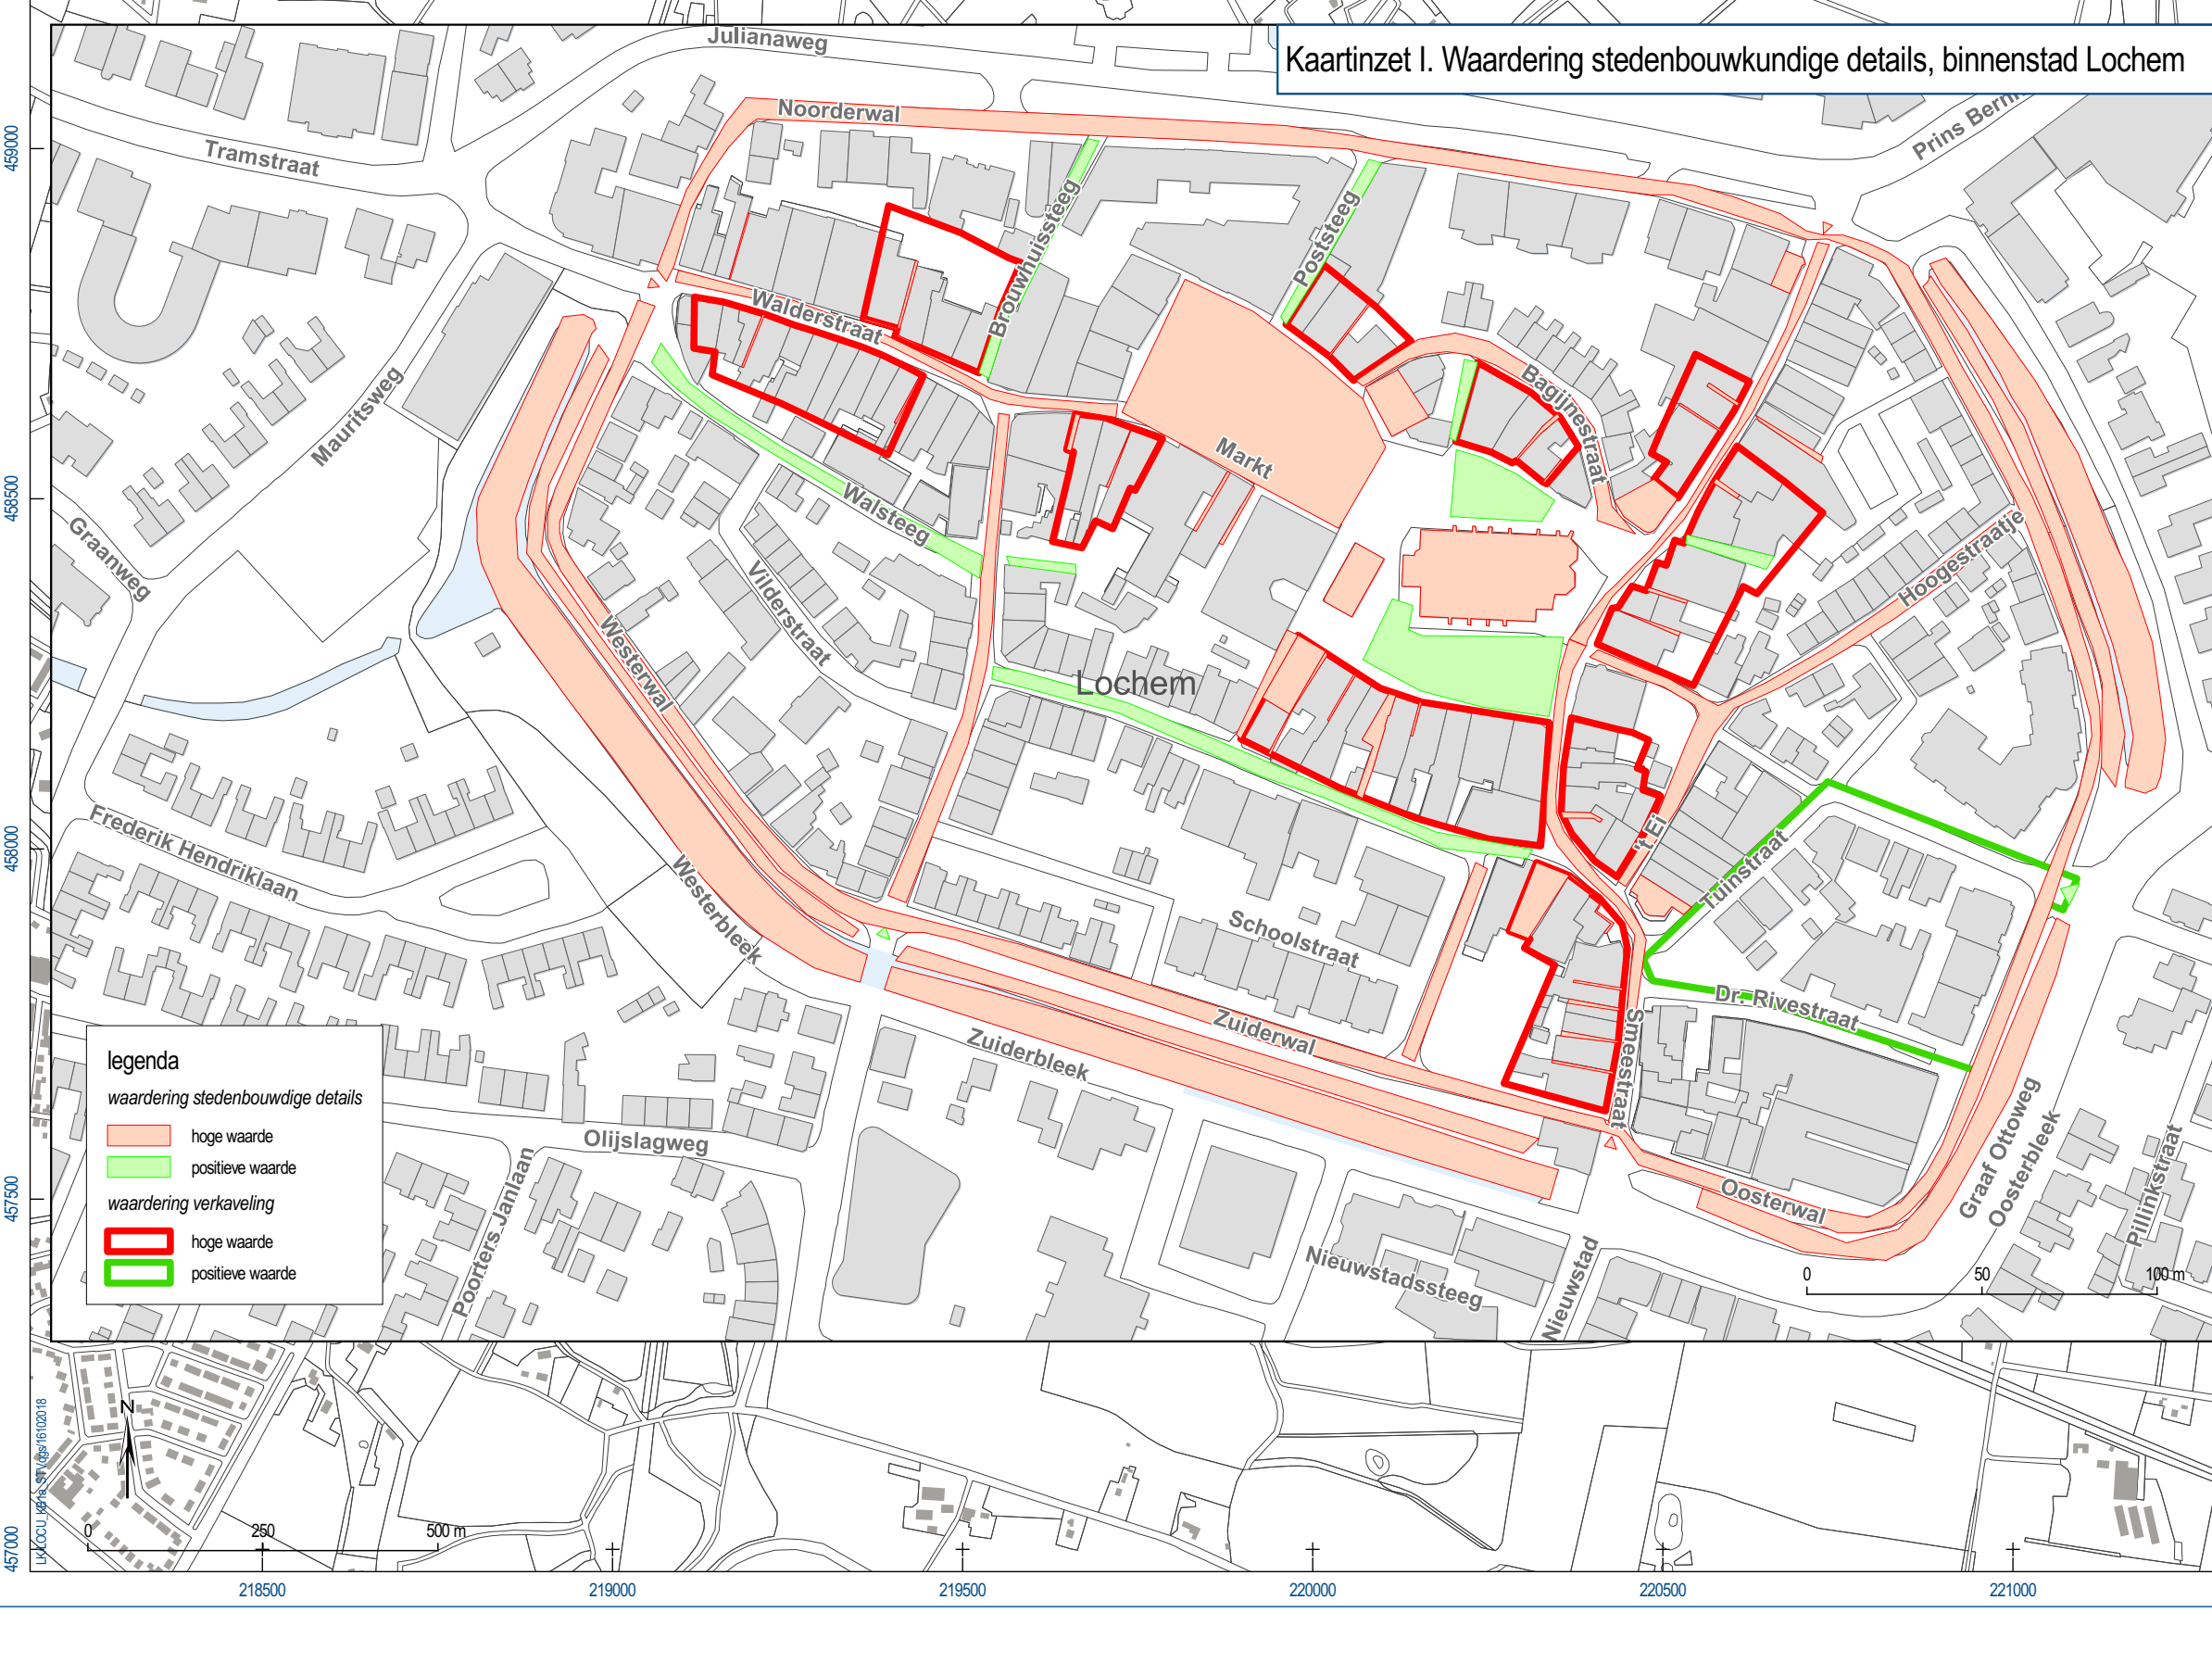 Kaartinzet I. Waardering stedenbouwkundige details, binnenstad Lochem
Julianaweg
Noorderwal
Prins Bernh
Tramstraat
Brouwhuissteeg
Poststeeg
Walderstraat
Bagijnestraat
Mauritsweg
Markt
Walsteeg
Graanweg
Hoogestraatje
Vilderstraat
Westerwal
Lochem
't Ei
Tuinstraat
Frederik Hendriklaan
Westerbleek
Schoolstraat
Dr. Rivestraat
Zuiderwal
Zuiderbleek
Smeestraat
Olijslagweg
Poorters Janlaan
Oosterwal
Graaf Ottoweg
Oosterbleek
Pillinkstraat
Nieuwstadssteeg
Nieuwstad
0 50 100 m
legenda
waardering stedenbouwdige details
hoge waarde
positieve waarde
waardering verkaveling
hoge waarde
positieve waarde
N
0 250 500 m
459000
458500
458000
457500
457000
218500 219000 219500 220000 220500 221000